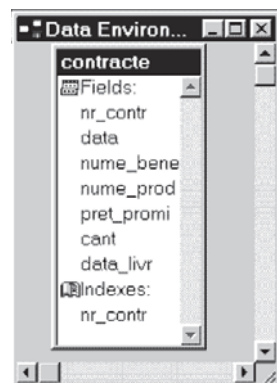 Data Environ...
contracte
Fields:
nr_contr
data
nume_bene
nume_prod
pret_promi
cant
data_livr
Indexes:
nr_contr